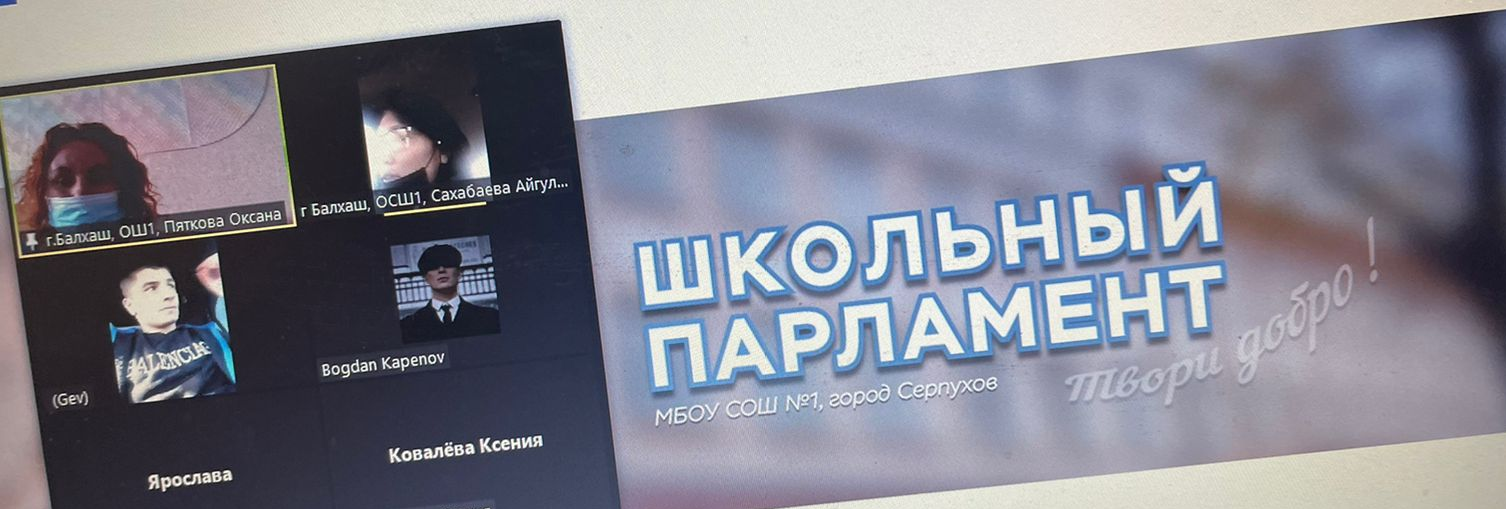 г.Балхаш, ОШ1, Пяткова Оксана
г Балхаш, ОСШ1, Сахабаева Айгул...
BALENCIAG
(Gev)
Bogdan Kapenov
Ярослава
Ковалёва Ксения
ШКОЛЬНЫЙ
ПАРЛАМЕНТ
МБОУ СОШ №1, город Серпухов
твори добро !